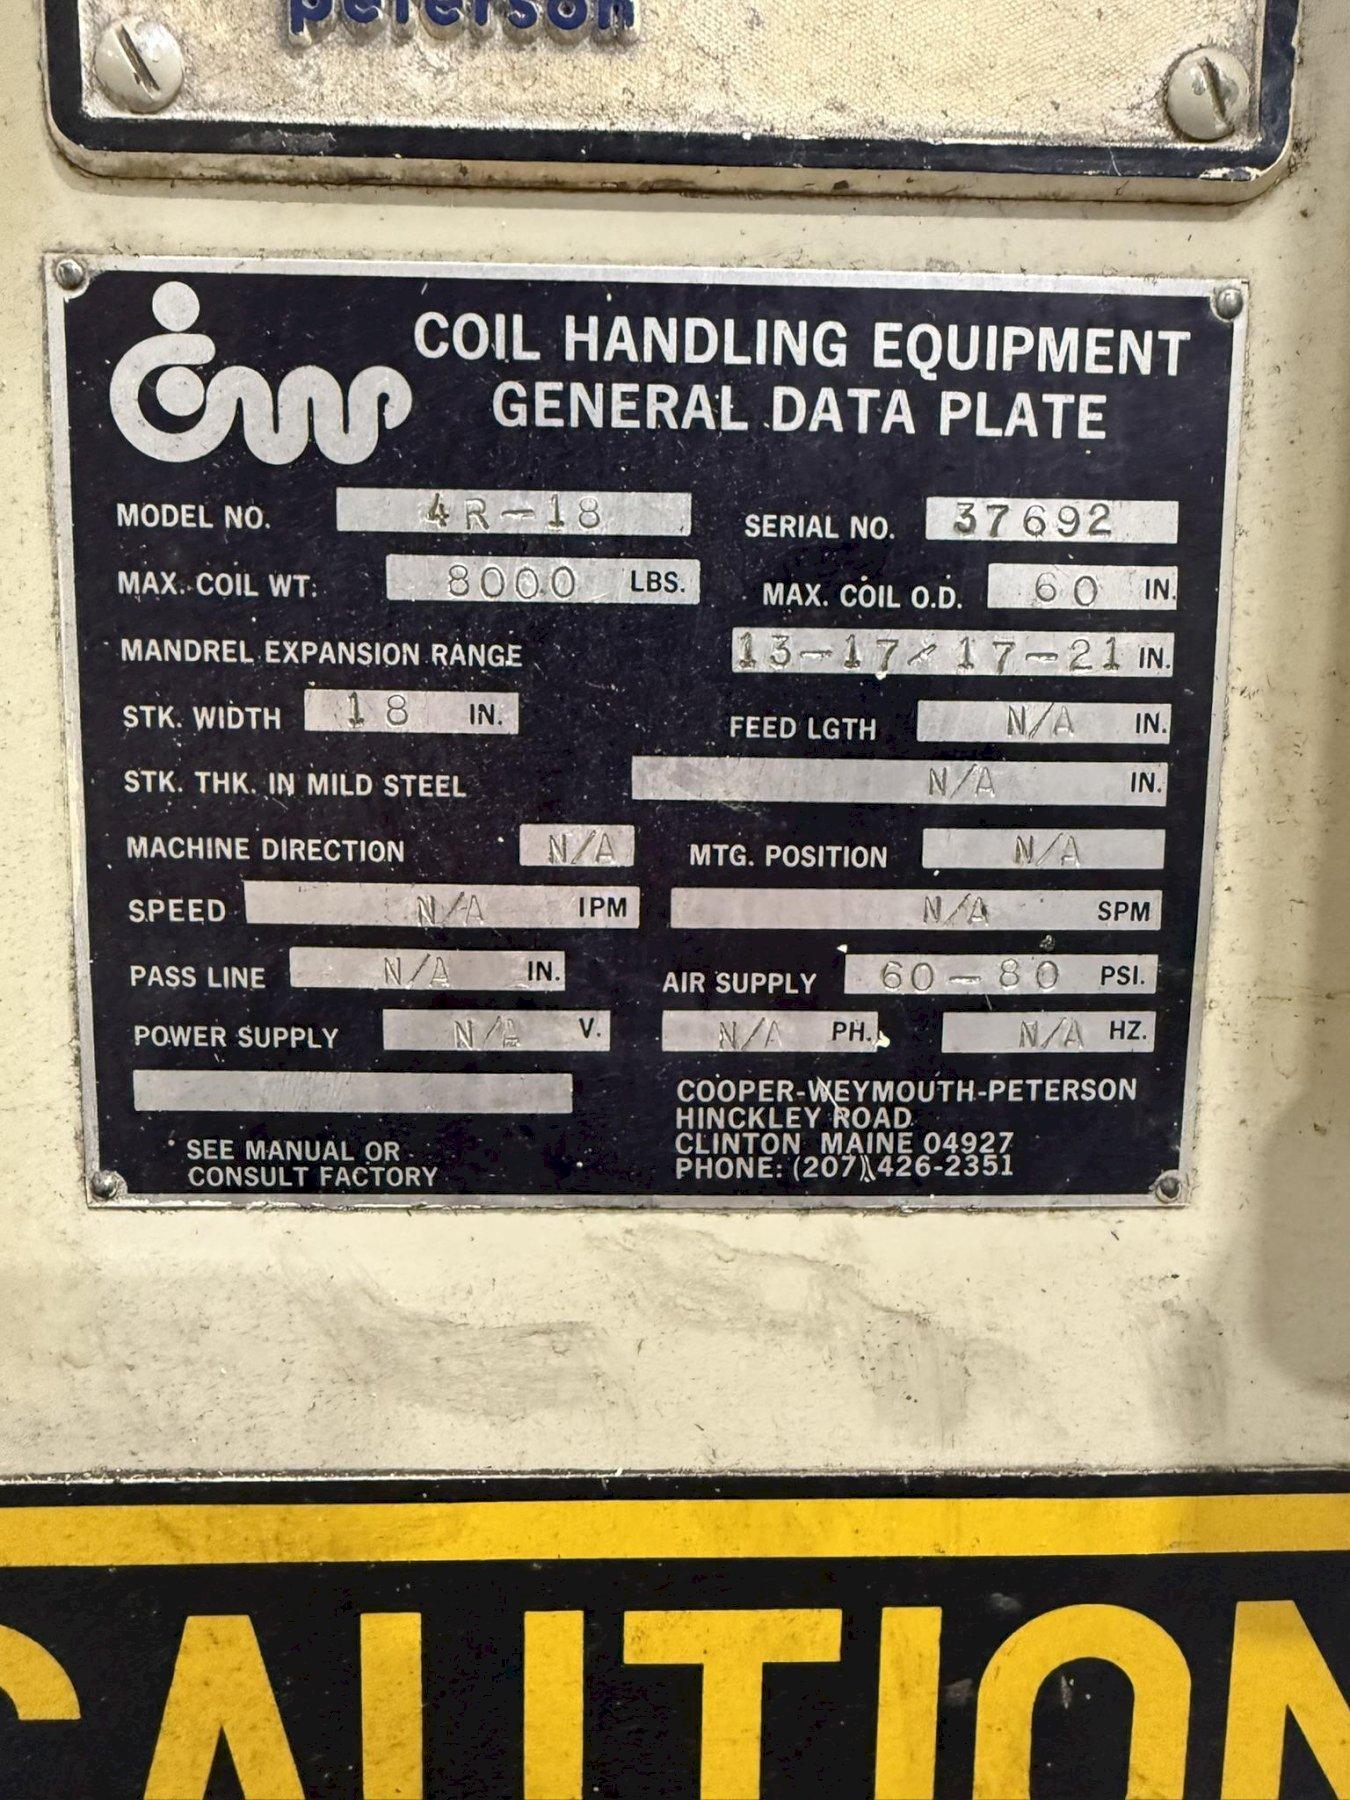 peterson
cwp
COIL HANDLING EQUIPMENT
GENERAL DATA PLATE
MODEL NO. 4R-18 SERIAL NO. 37692
MAX. COIL WT: 8000 LBS. MAX. COIL O.D. 60 IN.
MANDREL EXPANSION RANGE 13-17/17-21 IN.
STK. WIDTH 18 IN. FEED LGTH N/A IN.
STK. THK. IN MILD STEEL N/A IN.
MACHINE DIRECTION N/A MTG. POSITION N/A
SPEED N/A IPM N/A SPM
PASS LINE N/A IN. AIR SUPPLY 60-80 PSI.
POWER SUPPLY N/A V. N/A PH. N/A HZ.
SEE MANUAL OR
CONSULT FACTORY
COOPER-WEYMOUTH-PETERSON
HINCKLEY ROAD
CLINTON MAINE 04927
PHONE: (207) 426-2351
CAUTION